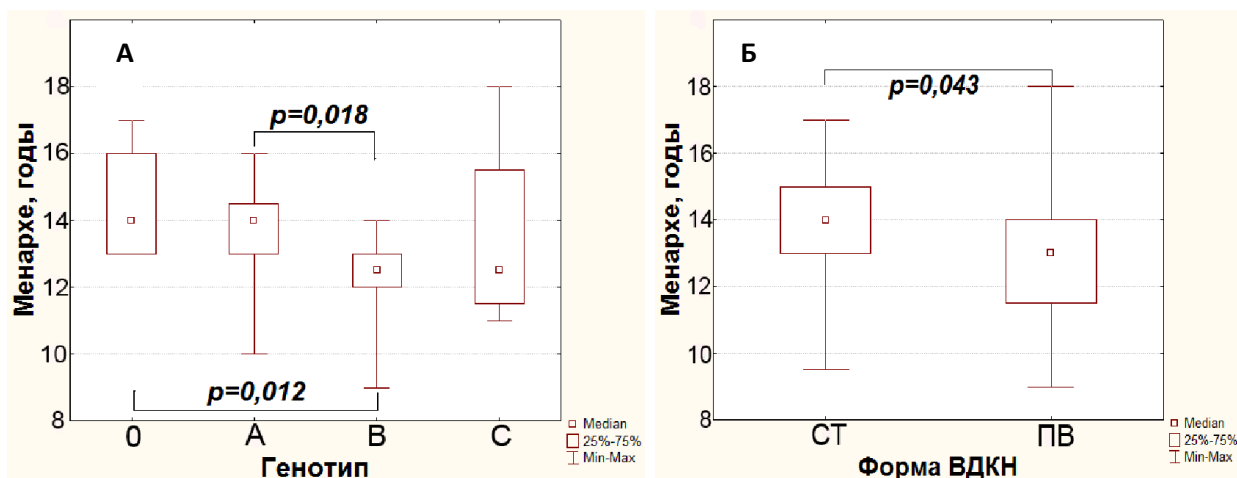 А
p=0,018
p=0,012
Менархе, годы
18
16
14
12
10
8
0
A
B
C
Генотип
Median
25%-75%
Min-Max
Б
p=0,043
Менархе, годы
18
16
14
12
10
8
СТ
ПВ
Форма ВДКН
Median
25%-75%
Min-Max